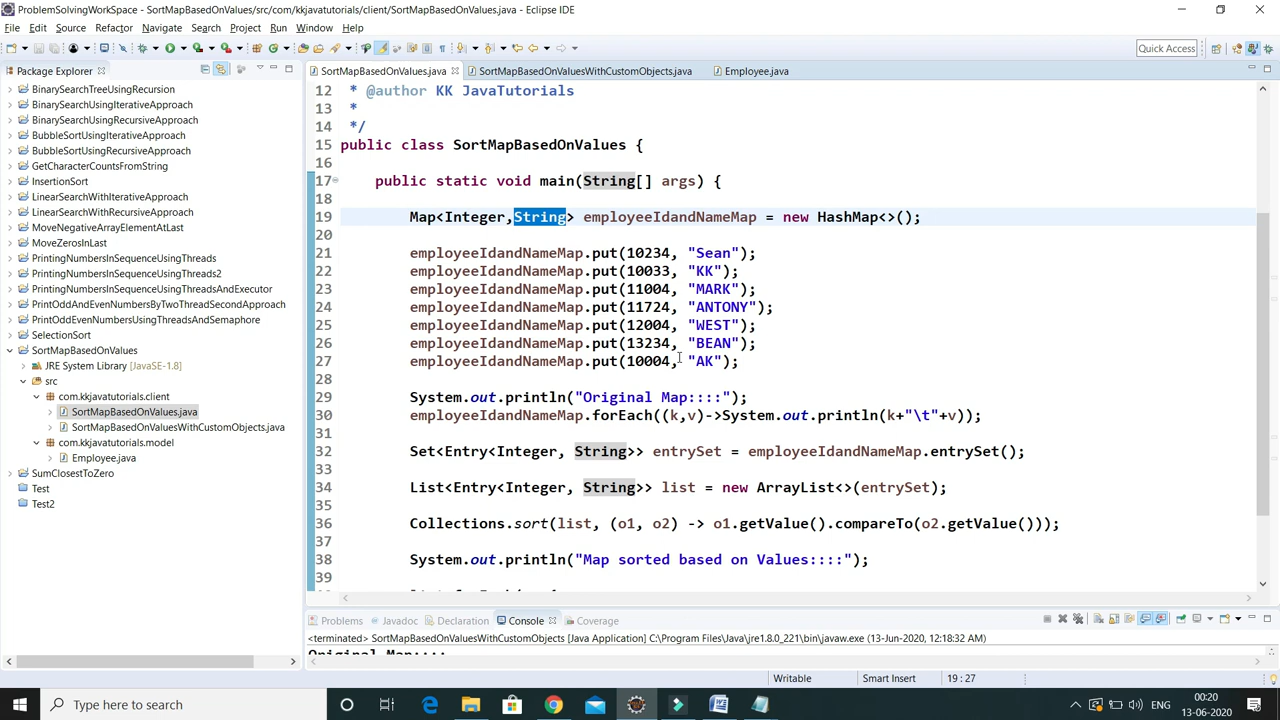 ProblemSolvingWorkSpace - SortMapBasedOnValues/src/com/kkjavatutorials/client/SortMapBasedOnValues.java - Eclipse IDE
File Edit Source Refactor Navigate Search Project Run Window Help
Quick Access
Package Explorer
SortMapBasedOnValues.java SortMapBasedOnValuesWithCustomObjects.java Employee.java
BinarySearchTreeUsingRecursion
BinarySearchUsingIterativeApproach
BinarySearchUsingRecursiveApproach
BubbleSortUsingIterativeApproach
BubbleSortUsingRecursiveApproach
GetCharacterCountsFromString
InsertionSort
LinearSearchWithIterativeApproach
LinearSearchWithRecursiveApproach
MoveNegativeArrayElementAtLast
MoveZerosInLast
PrintingNumbersInSequenceUsingThreads
PrintingNumbersInSequenceUsingThreads2
PrintingNumbersInSequenceUsingThreadsAndExecutor
PrintOddAndEvenNumbersByTwoThreadSecondApproach
PrintOddAndEvenNumbersUsingThreadsAndSemaphore
SelectionSort
SortMapBasedOnValues
JRE System Library [JavaSE-1.8]
src
com.kkjavatutorials.client
SortMapBasedOnValues.java
SortMapBasedOnValuesWithCustomObjects.java
com.kkjavatutorials.model
Employee.java
SumClosestToZero
Test
Test2
12 * @author KK JavaTutorials
13 *
14 */
15 public class SortMapBasedOnValues {
16
17 public static void main(String[] args) {
18
19 Map<Integer,String> employeeIdandNameMap = new HashMap<>();
20
21 employeeIdandNameMap.put(10234, "Sean");
22 employeeIdandNameMap.put(10033, "KK");
23 employeeIdandNameMap.put(11004, "MARK");
24 employeeIdandNameMap.put(11724, "ANTONY");
25 employeeIdandNameMap.put(12004, "WEST");
26 employeeIdandNameMap.put(13234, "BEAN");
27 employeeIdandNameMap.put(10004, "AK");
28
29 System.out.println("Original Map::::");
30 employeeIdandNameMap.forEach((k,v)->System.out.println(k+"\t"+v));
31
32 Set<Entry<Integer, String>> entrySet = employeeIdandNameMap.entrySet();
33
34 List<Entry<Integer, String>> list = new ArrayList<>(entrySet);
35
36 Collections.sort(list, (o1, o2) -> o1.getValue().compareTo(o2.getValue()));
37
38 System.out.println("Map sorted based on Values::::");
39
Problems Javadoc Declaration Console Coverage
<terminated> SortMapBasedOnValuesWithCustomObjects [Java Application] C:\Program Files\Java\jre1.8.0_221\bin\javaw.exe (13-Jun-2020, 12:18:32 AM)
Original Map::::
Writable Smart Insert 19 : 27
Type here to search
00:20
13-06-2020